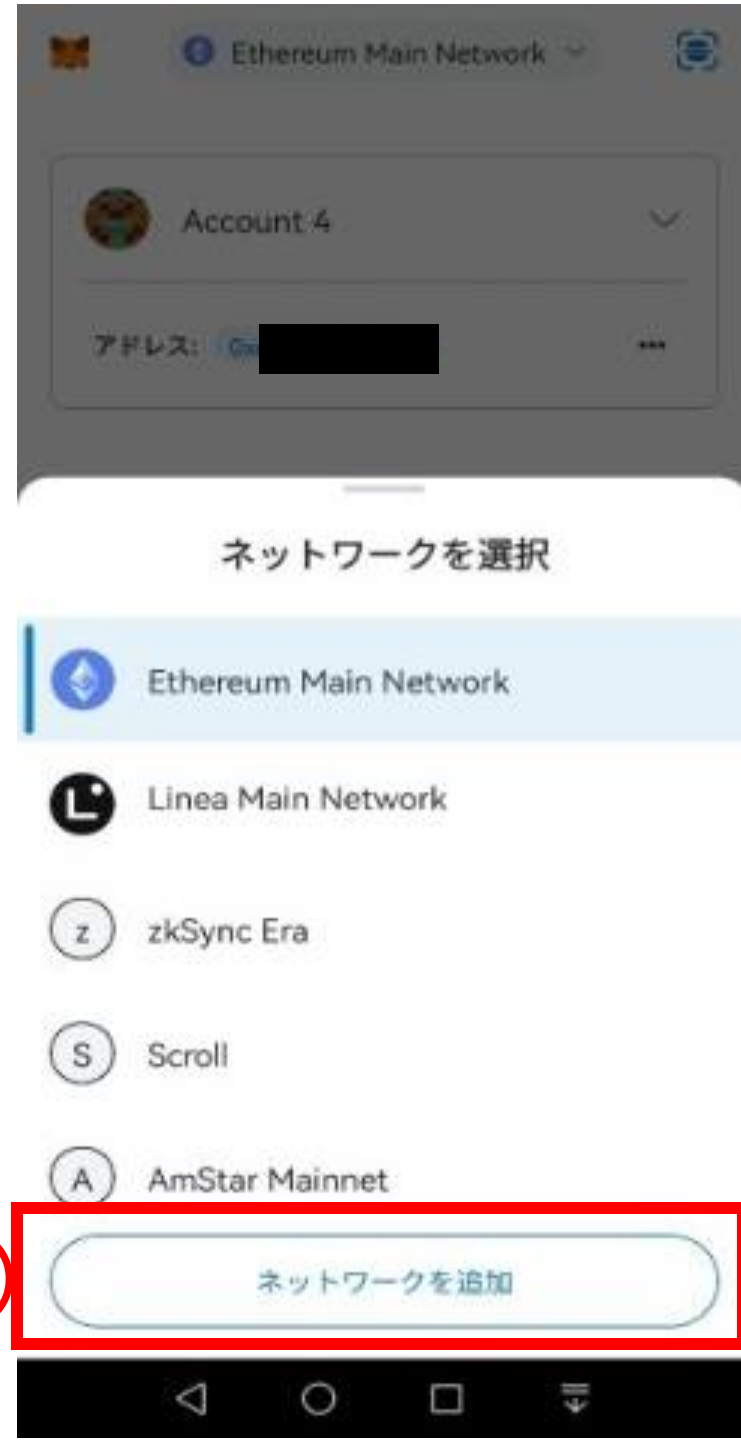 Ethereum Main Network
Account 4
アドレス:
ネットワークを選択
Ethereum Main Network
Linea Main Network
z zkSync Era
S Scroll
A AmStar Mainnet
ネットワークを追加